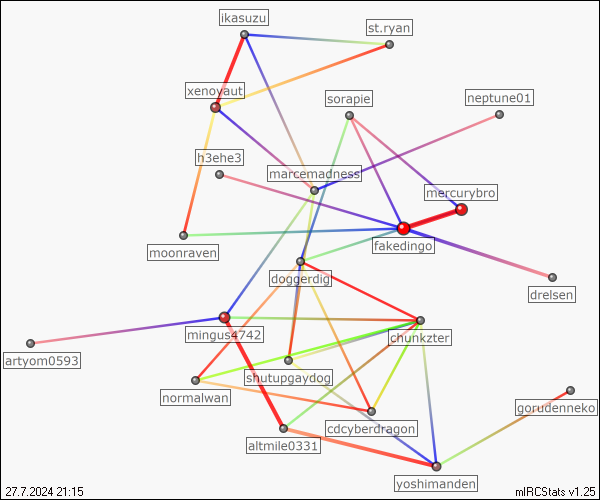 ikasuzu
st.ryan
xenoyaut
sorapie
neptune01
h3ehe3
marcemadness
mercurybro
fakedingo
moonraven
doggerdig
drelsen
mingus4742
chunkzter
artyom0593
shutupgaydog
normalwan
gorudenneko
cdcyberdragon
altmile0331
yoshimanden
27.7.2024 21:15
mIRCStats v1.25